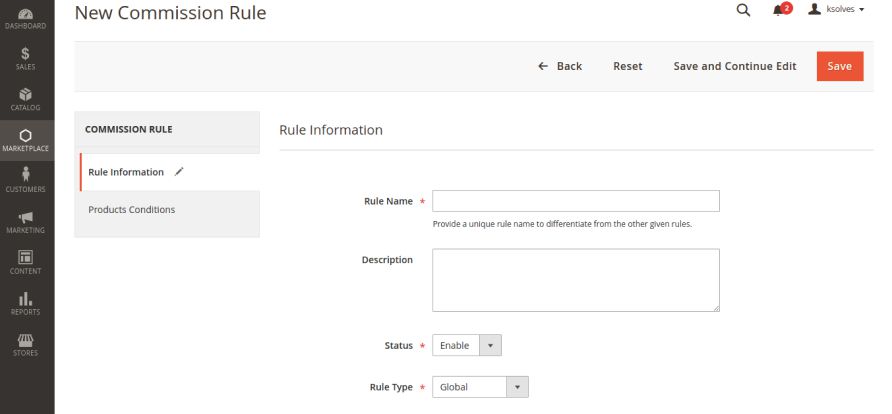 New Commission Rule
2
ksolves
← Back
Reset
Save and Continue Edit
Save
DASHBOARD
$
SALES
CATALOG
MARKETPLACE
CUSTOMERS
MARKETING
CONTENT
REPORTS
STORES
COMMISSION RULE
Rule Information
Products Conditions
Rule Information
Rule Name *
Provide a unique rule name to differentiate from the other given rules.
Description
Status * Enable
Rule Type * Global